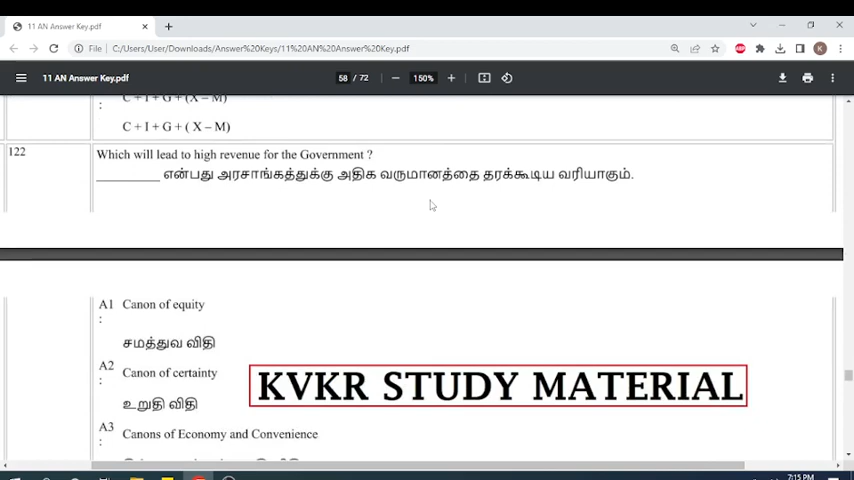 11 AN Answer Key.pdf
File | C:/Users/User/Downloads/Answer%20Keys/11%20AN%20Answer%20Key.pdf
ABP
K
11 AN Answer Key.pdf
58 / 72
150%
C + I + G + (X – M)
:
C + I + G + ( X – M)
122
Which will lead to high revenue for the Government ?
__________ என்பது அரசாங்கத்துக்கு அதிக வருமானத்தை தரக்கூடிய வரியாகும்.
A1 Canon of equity
:
சமத்துவ விதி
A2 Canon of certainty
:
உறுதி விதி
KVKR STUDY MATERIAL
A3 Canons of Economy and Convenience
:
7:15 PM